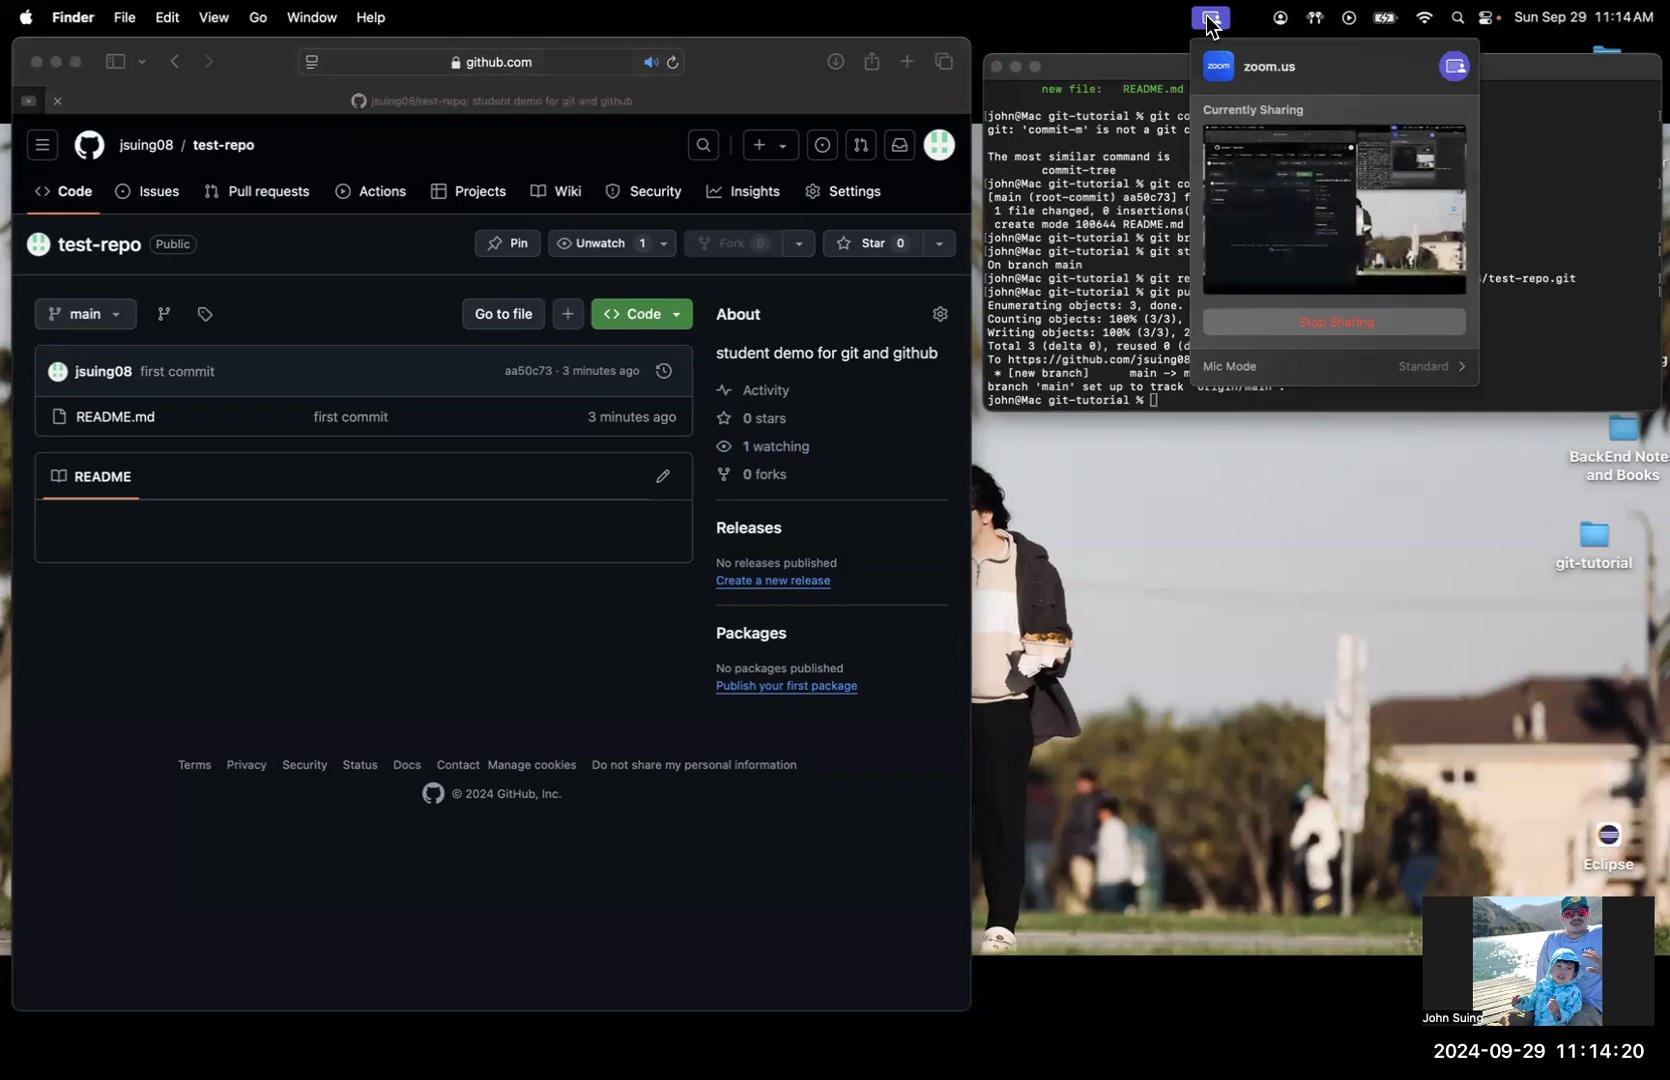 Finder File Edit View Go Window Help
Sun Sep 29 11:14 AM
github.com
jsuing08/test-repo: student demo for git and github
jsuing08 / test-repo
Code Issues Pull requests Actions Projects Wiki Security Insights Settings
test-repo Public
Pin Unwatch 1 Fork 0 Star 0
main
Go to file
Code
jsuing08 first commit aa50c73 · 3 minutes ago
README.md first commit 3 minutes ago
README
About
student demo for git and github
Activity
0 stars
1 watching
0 forks
Releases
No releases published
Create a new release
Packages
No packages published
Publish your first package
Terms Privacy Security Status Docs Contact Manage cookies Do not share my personal information
© 2024 GitHub, Inc.
new file: README.md
[john@Mac git-tutorial % git co
git: 'commit-m' is not a git c
The most similar command is
commit-tree
[john@Mac git-tutorial % git co
[main (root-commit) aa50c73] f
1 file changed, 0 insertions(
create mode 100644 README.md
[john@Mac git-tutorial % git br
[john@Mac git-tutorial % git st
On branch main
[john@Mac git-tutorial % git re /test-repo.git ]
[john@Mac git-tutorial % git pu
Enumerating objects: 3, done.
Counting objects: 100% (3/3),
Writing objects: 100% (3/3), 2
Total 3 (delta 0), reused 0 (d
To https://github.com/jsuing08
* [new branch] main -> m
branch 'main' set up to track 'origin/main'.
john@Mac git-tutorial %
zoom
zoom.us
Currently Sharing
Stop Sharing
Mic Mode Standard
BackEnd Note
and Books
git-tutorial
Eclipse
John Suing
2024-09-29 11:14:20